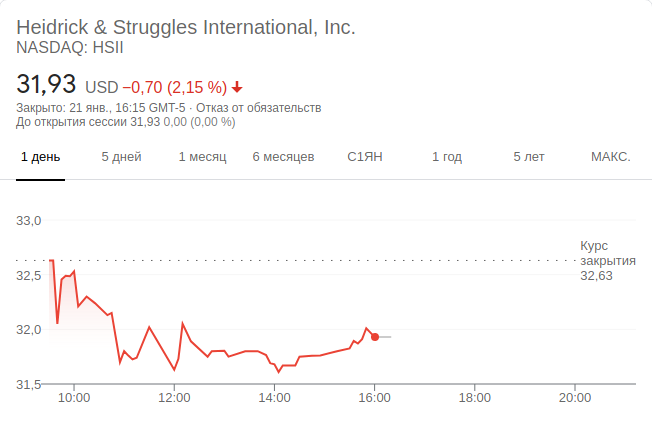 Heidrick & Struggles International, Inc.
NASDAQ: HSII
31,93 USD −0,70 (2,15 %)
Закрыто: 21 янв., 16:15 GMT-5 · Отказ от обязательств
До открытия сессии 31,93 0,00 (0,00 %)
1 день 5 дней 1 месяц 6 месяцев С1ЯН 1 год 5 лет МАКС.
33,0
Курс
закрытия
32,63
32,5
32,0
31,5
10:00 12:00 14:00 16:00 18:00 20:00